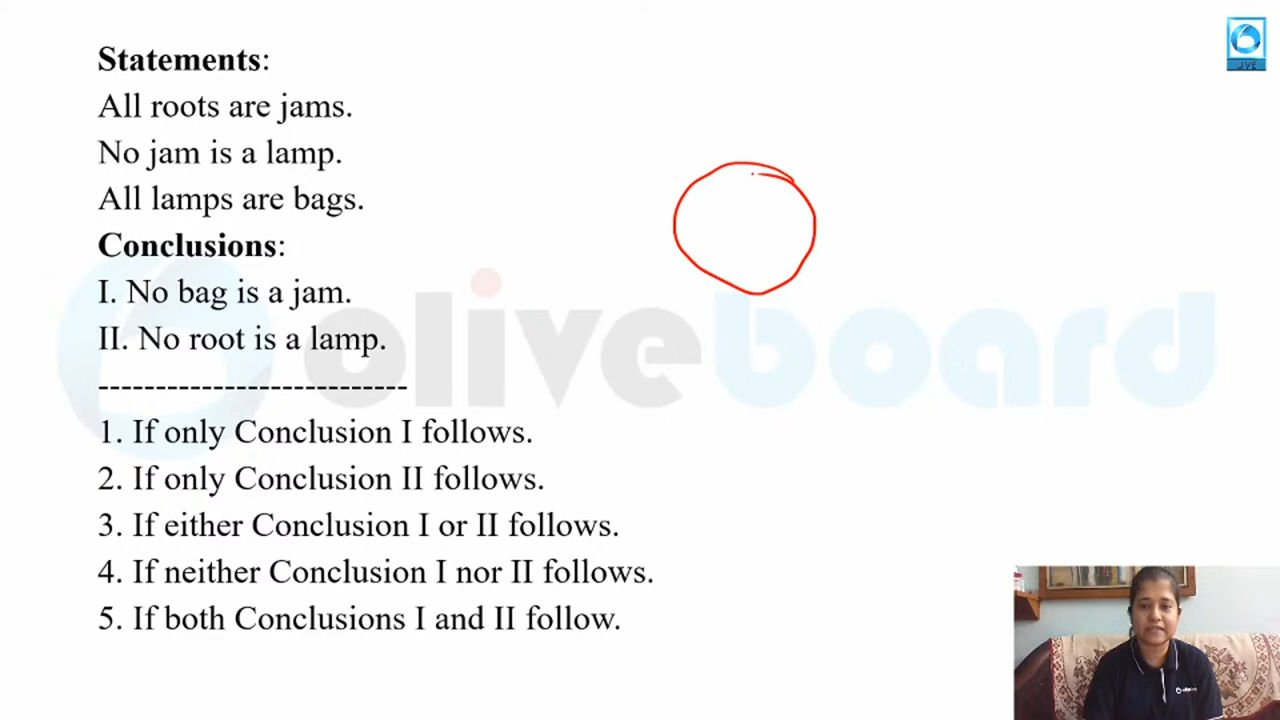 Statements:
All roots are jams.
No jam is a lamp.
All lamps are bags.
Conclusions:
I. No bag is a jam.
II. No root is a lamp.
---------------------------
1. If only Conclusion I follows.
2. If only Conclusion II follows.
3. If either Conclusion I or II follows.
4. If neither Conclusion I nor II follows.
5. If both Conclusions I and II follow.
oliveboard
LIVE